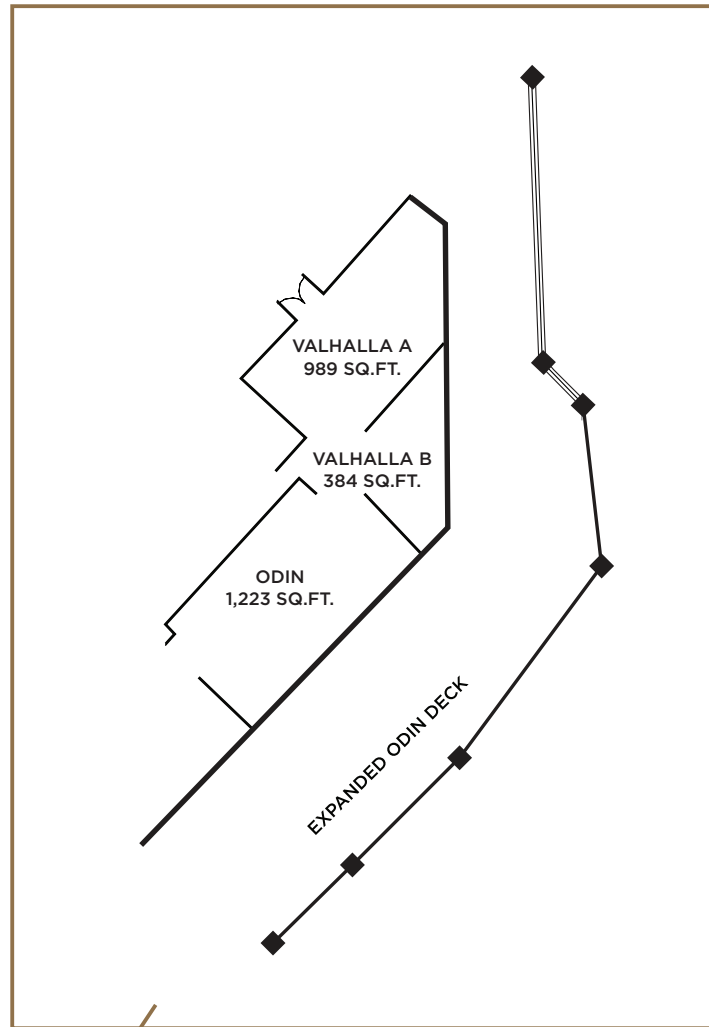 VALHALLA A
989 SQ.FT.
VALHALLA B
384 SQ.FT.
ODIN
1,223 SQ.FT.
EXPANDED ODIN DECK